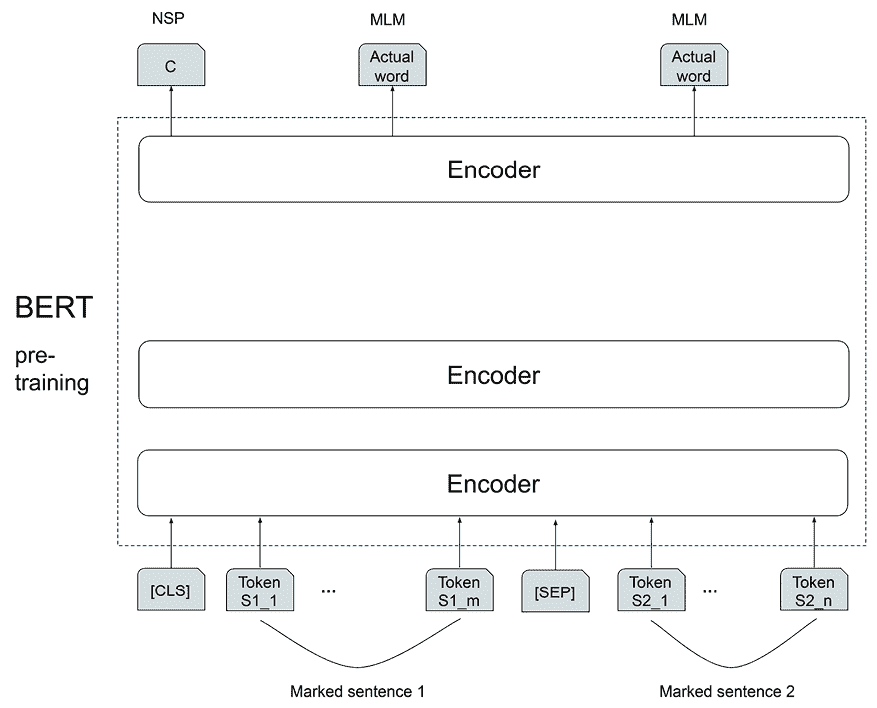 NSP
MLM
MLM
C
Actual
word
Actual
word
Encoder
BERT
pre-
training
Encoder
Encoder
[CLS]
Token
S1_1
...
Token
S1_m
[SEP]
Token
S2_1
...
Token
S2_n
Marked sentence 1
Marked sentence 2